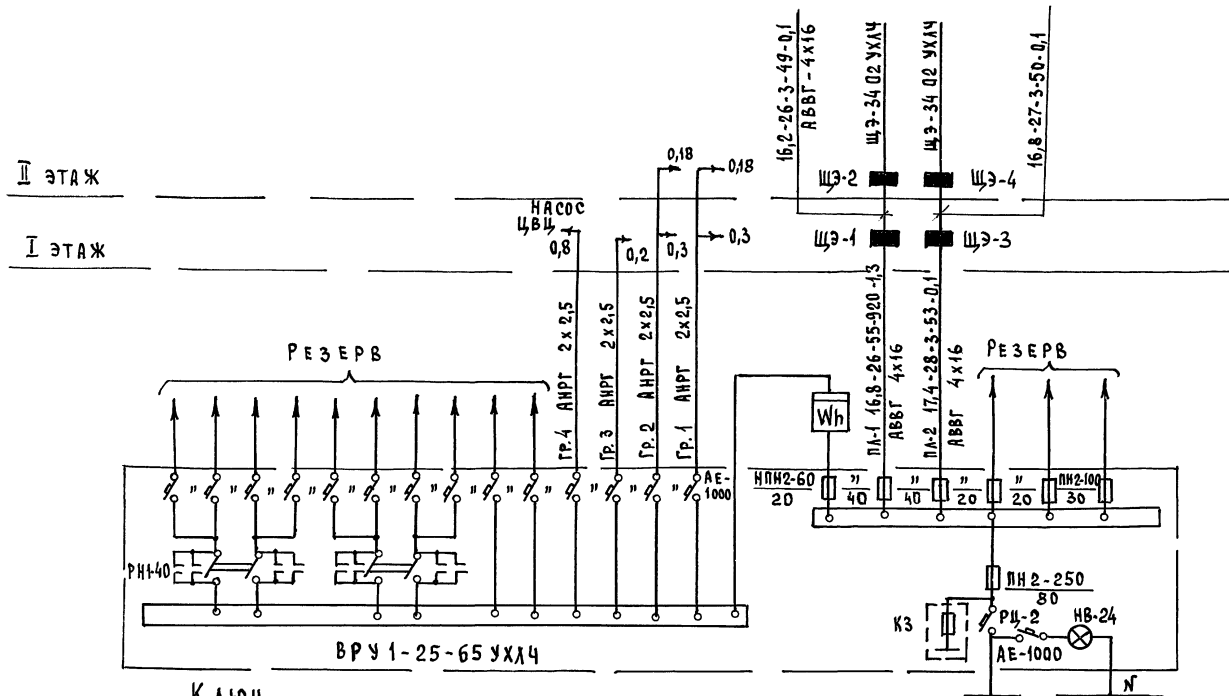 16,2-26-3-49-0,1
АВВГ-4х16
ЩЭ-34 02 УХЛ4
ЩЭ-34 02 УХЛ4
16,8-27-3-50-0,1
0,18
0,18
II ЭТАЖ
ЩЭ-2
ЩЭ-4
НАСОС
ЦВЦ
0,8
0,2
0,3
0,3
ЩЭ-1
ЩЭ-3
I ЭТАЖ
ГР.4 АНРГ 2х2,5
ГР.3 АНРГ 2х2,5
ГР.2 АНРГ 2х2,5
ГР.1 АНРГ 2х2,5
ПЛ-1 16,8-26-55-920-1,3
АВВГ 4х16
ПЛ-2 17,4-28-3-53-0,1
АВВГ 4х16
РЕЗЕРВ
РЕЗЕРВ
Wh
" " " " " " " " " " " " "
АЕ-1000
НПН2-60/20
"/40
"/40
"/20
"/20
ПН2-100/30
РН1-40
ПН2-250/80
КЗ
РЦ-2
НВ-24
АЕ-1000
ВРУ1-25-65 УХЛ4
N